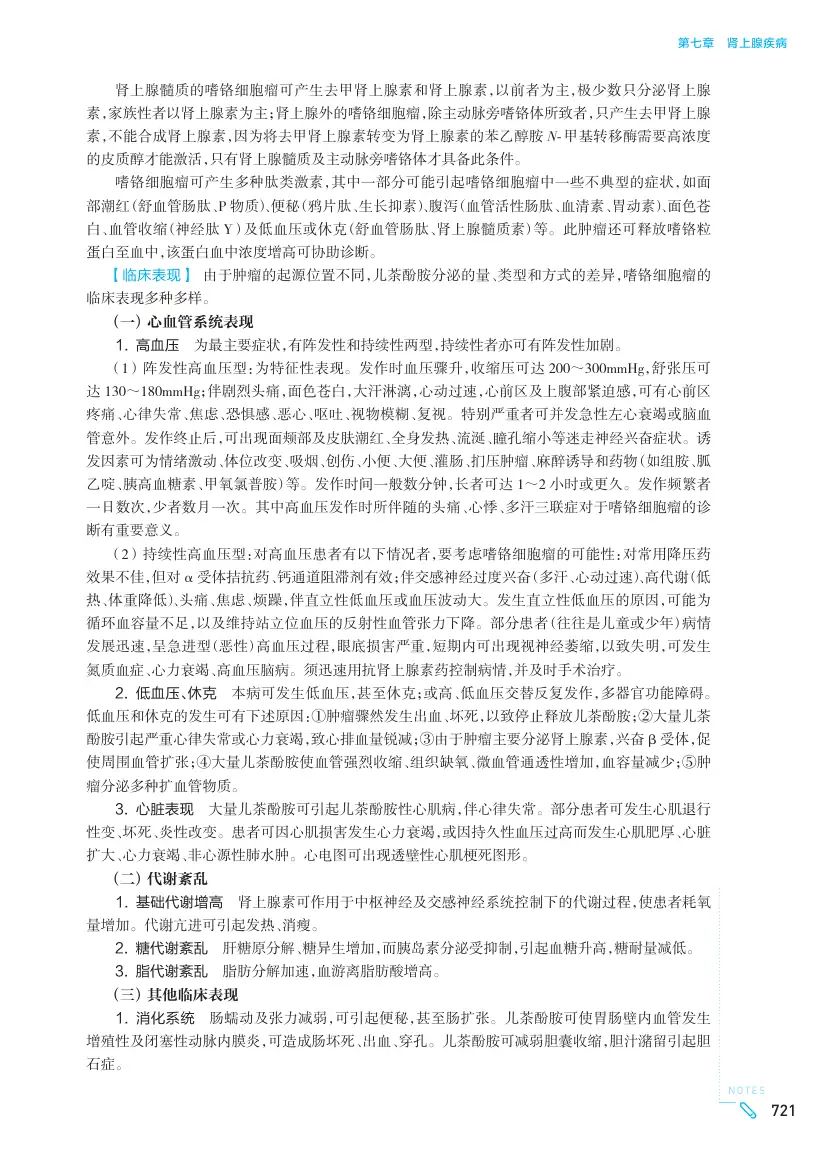 第七章　肾上腺疾病
肾上腺髓质的嗜铬细胞瘤可产生去甲肾上腺素和肾上腺素,以前者为主,极少数只分泌肾上腺
素,家族性者以肾上腺素为主;肾上腺外的嗜铬细胞瘤,除主动脉旁嗜铬体所致者,只产生去甲肾上腺
素,不能合成肾上腺素,因为将去甲肾上腺素转变为肾上腺素的苯乙醇胺 N- 甲基转移酶需要高浓度
的皮质醇才能激活,只有肾上腺髓质及主动脉旁嗜铬体才具备此条件。
嗜铬细胞瘤可产生多种肽类激素,其中一部分可能引起嗜铬细胞瘤中一些不典型的症状,如面
部潮红(舒血管肠肽、P 物质)、便秘(鸦片肽、生长抑素)、腹泻(血管活性肠肽、血清素、胃动素)、面色苍
白、血管收缩(神经肽 Y)及低血压或休克(舒血管肠肽、肾上腺髓质素)等。此肿瘤还可释放嗜铬粒
蛋白至血中,该蛋白血中浓度增高可协助诊断。
【临床表现】 由于肿瘤的起源位置不同,儿茶酚胺分泌的量、类型和方式的差异,嗜铬细胞瘤的
临床表现多种多样。
(一)心血管系统表现
1. 高血压　为最主要症状,有阵发性和持续性两型,持续性者亦可有阵发性加剧。
(1)阵发性高血压型:为特征性表现。发作时血压骤升,收缩压可达 200～300mmHg,舒张压可
达 130～180mmHg;伴剧烈头痛,面色苍白,大汗淋漓,心动过速,心前区及上腹部紧迫感,可有心前区
疼痛、心律失常、焦虑、恐惧感、恶心、呕吐、视物模糊、复视。特别严重者可并发急性左心衰竭或脑血
管意外。发作终止后,可出现面颊部及皮肤潮红、全身发热、流涎、瞳孔缩小等迷走神经兴奋症状。诱
发因素可为情绪激动、体位改变、吸烟、创伤、小便、大便、灌肠、扪压肿瘤、麻醉诱导和药物(如组胺、胍
乙啶、胰高血糖素、甲氧氯普胺)等。发作时间一般数分钟,长者可达 1～2 小时或更久。发作频繁者
一日数次,少者数月一次。其中高血压发作时所伴随的头痛、心悸、多汗三联症对于嗜铬细胞瘤的诊
断有重要意义。
(2)持续性高血压型:对高血压患者有以下情况者,要考虑嗜铬细胞瘤的可能性:对常用降压药
效果不佳,但对 α 受体拮抗药、钙通道阻滞剂有效;伴交感神经过度兴奋(多汗、心动过速)、高代谢(低
热、体重降低)、头痛、焦虑、烦躁,伴直立性低血压或血压波动大。发生直立性低血压的原因,可能为
循环血容量不足,以及维持站立位血压的反射性血管张力下降。部分患者(往往是儿童或少年)病情
发展迅速,呈急进型(恶性)高血压过程,眼底损害严重,短期内可出现视神经萎缩,以致失明,可发生
氮质血症、心力衰竭、高血压脑病。须迅速用抗肾上腺素药控制病情,并及时手术治疗。
2. 低血压、休克　本病可发生低血压,甚至休克;或高、低血压交替反复发作,多器官功能障碍。
低血压和休克的发生可有下述原因:①肿瘤骤然发生出血、坏死,以致停止释放儿茶酚胺;②大量儿茶
酚胺引起严重心律失常或心力衰竭,致心排血量锐减;③由于肿瘤主要分泌肾上腺素,兴奋 β 受体,促
使周围血管扩张;④大量儿茶酚胺使血管强烈收缩、组织缺氧、微血管通透性增加,血容量减少;⑤肿
瘤分泌多种扩血管物质。
3. 心脏表现　大量儿茶酚胺可引起儿茶酚胺性心肌病,伴心律失常。部分患者可发生心肌退行
性变、坏死、炎性改变。患者可因心肌损害发生心力衰竭,或因持久性血压过高而发生心肌肥厚、心脏
扩大、心力衰竭、非心源性肺水肿。心电图可出现透壁性心肌梗死图形。
(二)代谢紊乱
1. 基础代谢增高　肾上腺素可作用于中枢神经及交感神经系统控制下的代谢过程,使患者耗氧
量增加。代谢亢进可引起发热、消瘦。
2. 糖代谢紊乱　肝糖原分解、糖异生增加,而胰岛素分泌受抑制,引起血糖升高,糖耐量减低。
3. 脂代谢紊乱　脂肪分解加速,血游离脂肪酸增高。
(三)其他临床表现
1. 消化系统　肠蠕动及张力减弱,可引起便秘,甚至肠扩张。儿茶酚胺可使胃肠壁内血管发生
增殖性及闭塞性动脉内膜炎,可造成肠坏死、出血、穿孔。儿茶酚胺可减弱胆囊收缩,胆汁潴留引起胆
石症。
NOTES
721